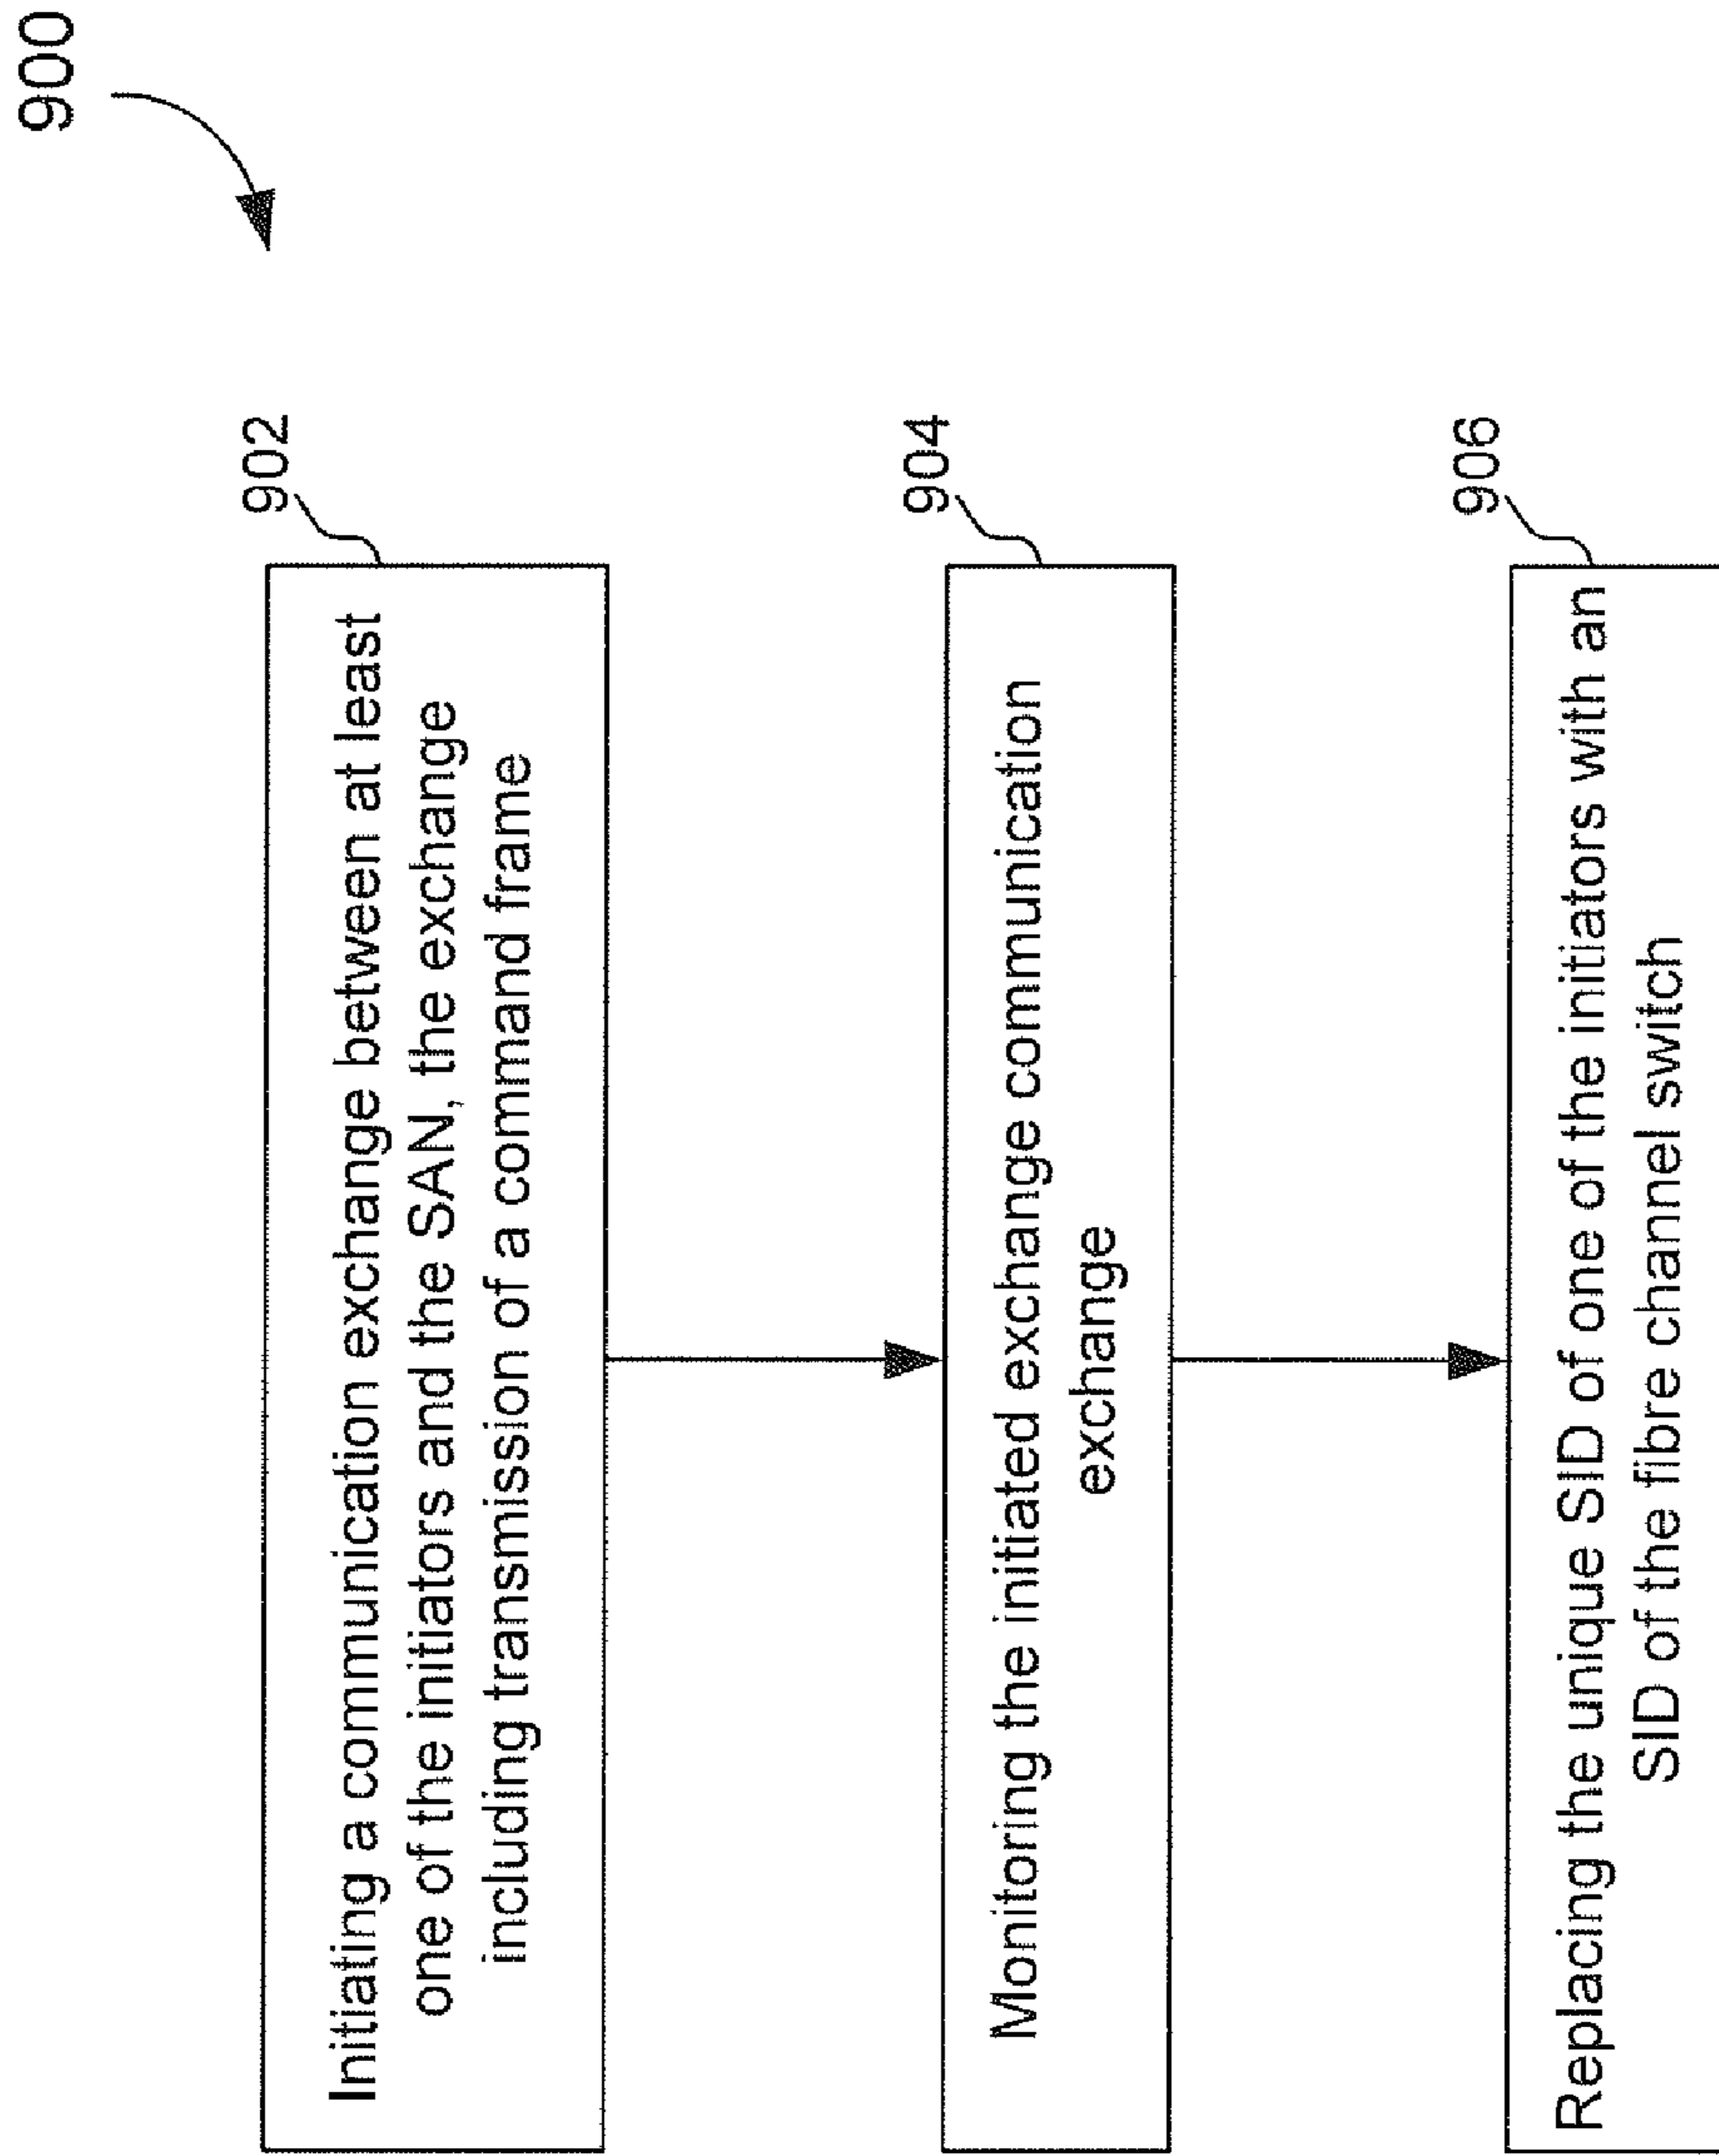 900
902
Initiating a communication exchange between at least
one of the initiators and the SAN, the exchange
including transmission of a command frame
904
Monitoring the initiated exchange communication
exchange
906
Replacing the unique SID of one of the initiators with an
SID of the fibre channel switch